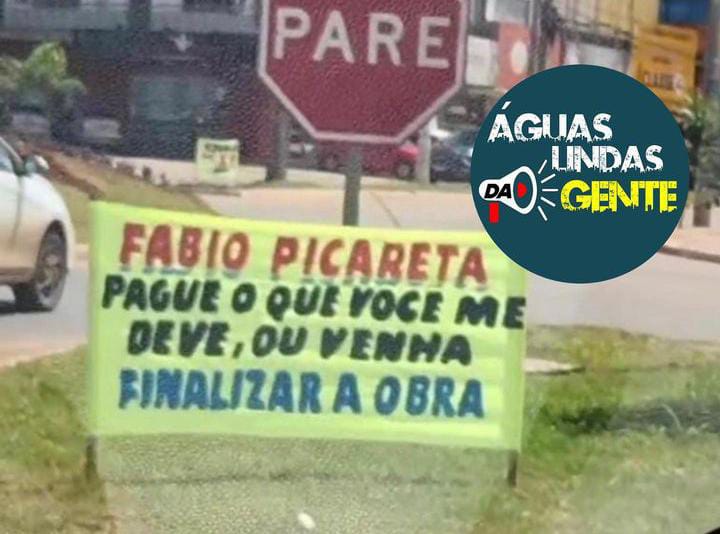 PARE
ÁGUAS
LINDAS
DA
GENTE
FABIO PICARETA
PAGUE O QUE VOCE ME
DEVE, OU VENHA
FINALIZAR A OBRA